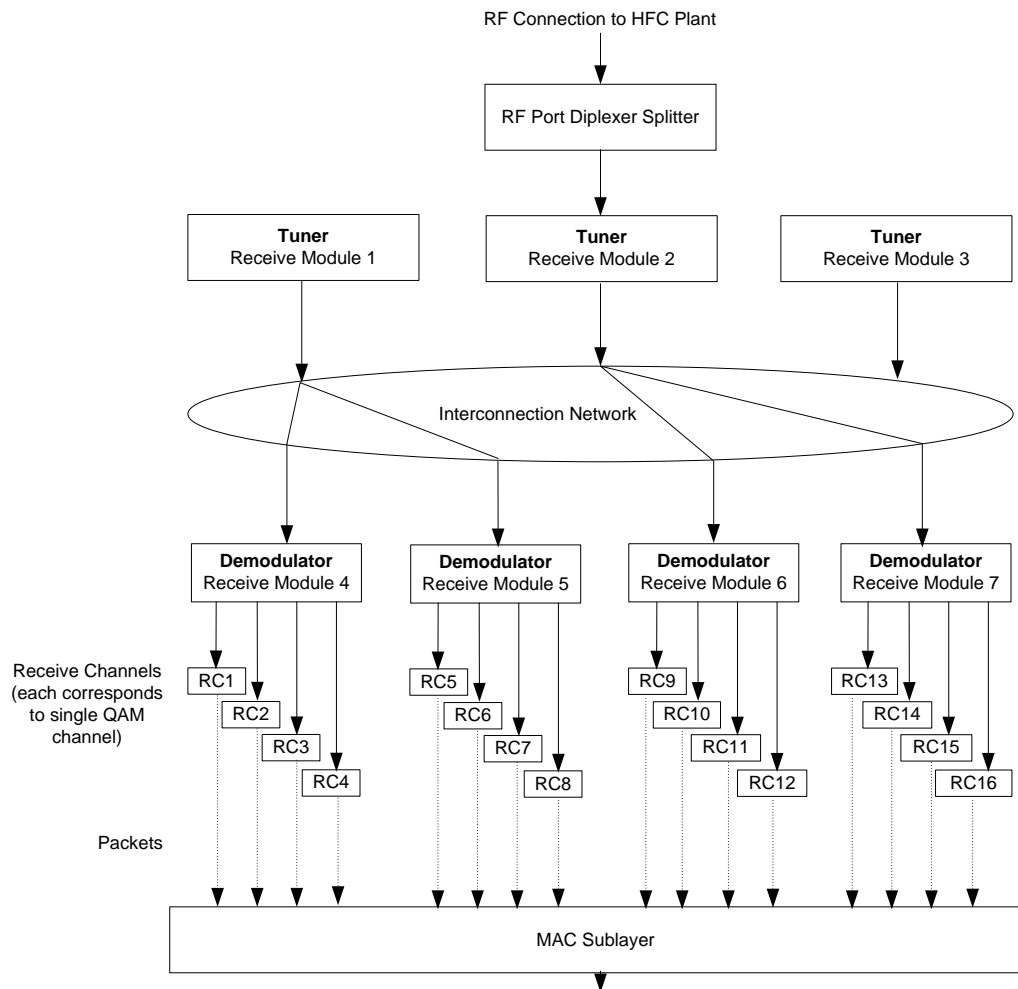 RF Connection to HFC Plant
RF Port Diplexer Splitter
Tuner
Receive Module 1
Tuner
Receive Module 2
Tuner
Receive Module 3
Interconnection Network
Demodulator
Receive Module 4
Demodulator
Receive Module 5
Demodulator
Receive Module 6
Demodulator
Receive Module 7
Receive Channels
(each corresponds
to single QAM
channel)
RC1
RC2
RC3
RC4
RC5
RC6
RC7
RC8
RC9
RC10
RC11
RC12
RC13
RC14
RC15
RC16
Packets
MAC Sublayer